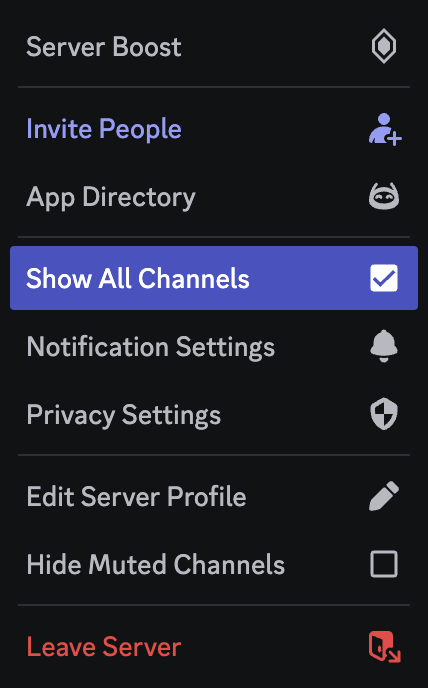 Server Boost
Invite People
App Directory
Show All Channels
Notification Settings
Privacy Settings
Edit Server Profile
Hide Muted Channels
Leave Server